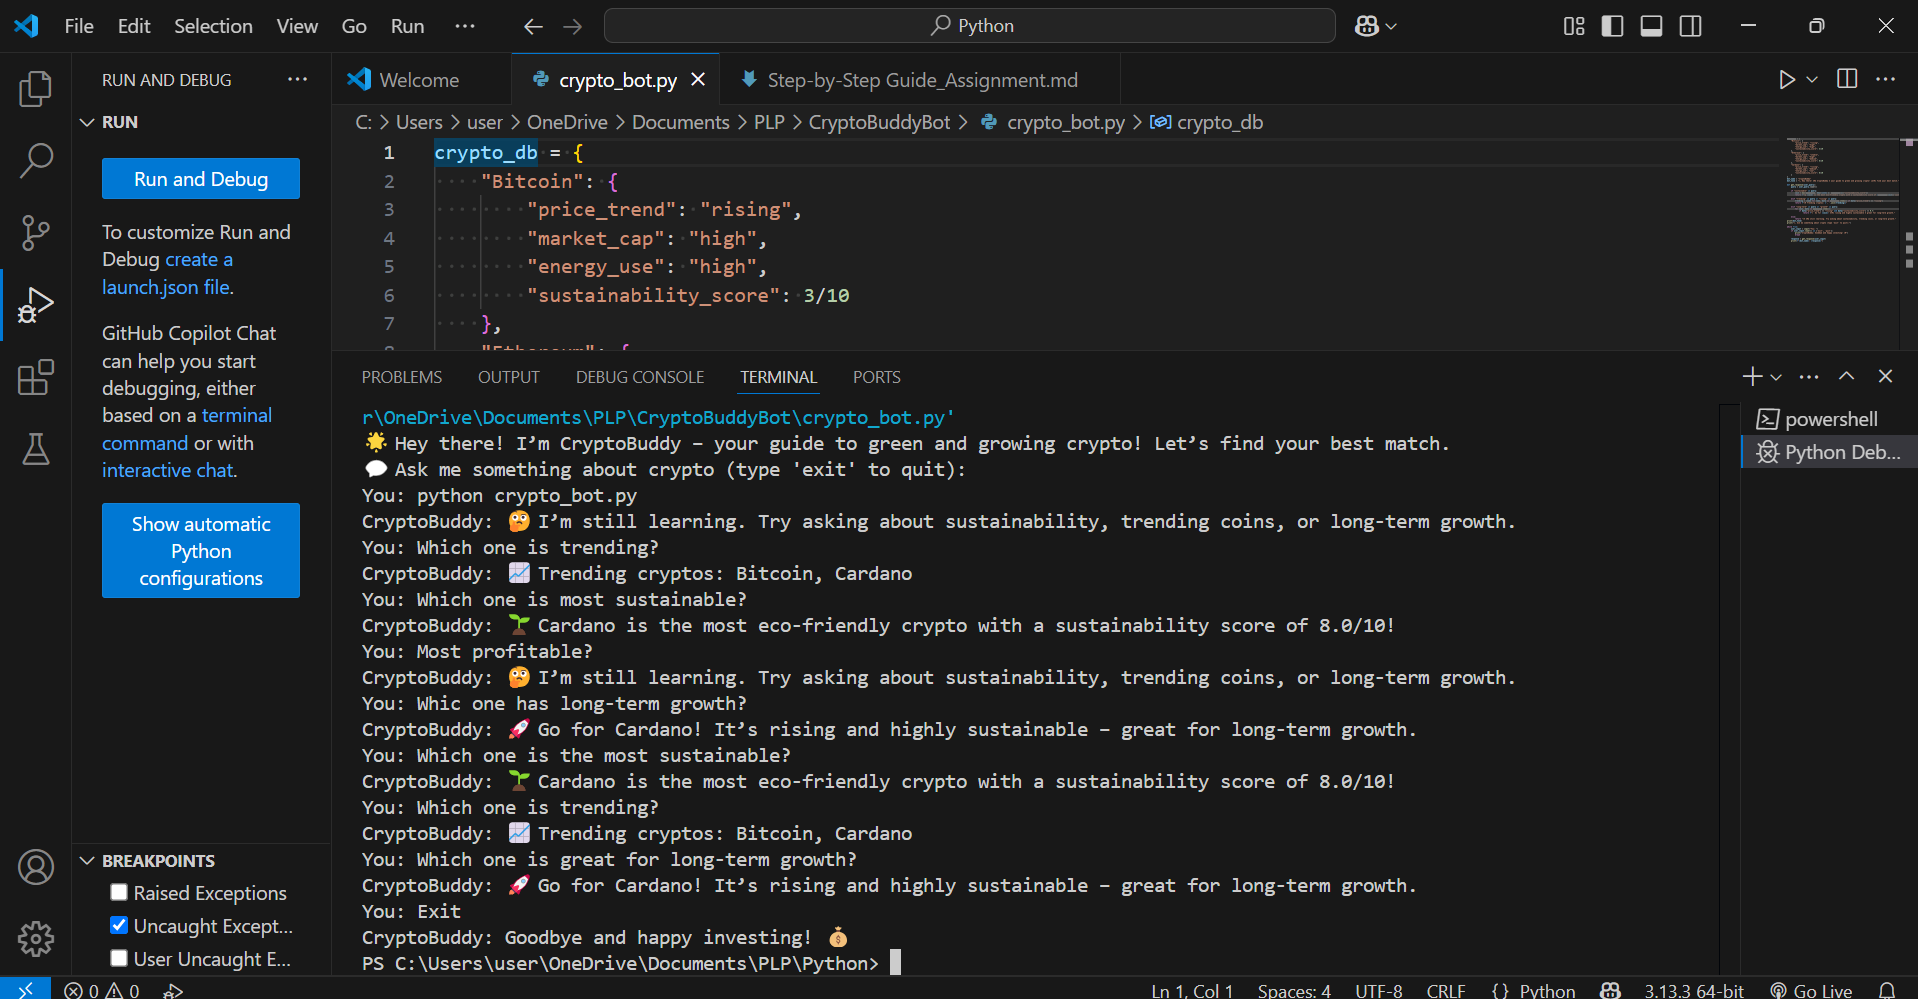 File Edit Selection View Go Run ··· Python
RUN AND DEBUG ···
RUN
Run and Debug
To customize Run and
Debug create a
launch.json file.
GitHub Copilot Chat
can help you start
debugging, either
based on a terminal
command or with
interactive chat.
Show automatic
Python
configurations
BREAKPOINTS
Raised Exceptions
Uncaught Except...
User Uncaught E...
Welcome crypto_bot.py Step-by-Step Guide_Assignment.md
C: > Users > user > OneDrive > Documents > PLP > CryptoBuddyBot > crypto_bot.py > crypto_db
1 crypto_db = {
2 "Bitcoin": {
3 "price_trend": "rising",
4 "market_cap": "high",
5 "energy_use": "high",
6 "sustainability_score": 3/10
7 },
8 "Ethereum": {
PROBLEMS OUTPUT DEBUG CONSOLE TERMINAL PORTS
powershell
Python Deb...
r\OneDrive\Documents\PLP\CryptoBuddyBot\crypto_bot.py'
🌟 Hey there! I’m CryptoBuddy – your guide to green and growing crypto! Let’s find your best match.
💬 Ask me something about crypto (type 'exit' to quit):
You: python crypto_bot.py
CryptoBuddy: 🤔 I’m still learning. Try asking about sustainability, trending coins, or long-term growth.
You: Which one is trending?
CryptoBuddy: 📈 Trending cryptos: Bitcoin, Cardano
You: Which one is most sustainable?
CryptoBuddy: 🌱 Cardano is the most eco-friendly crypto with a sustainability score of 8.0/10!
You: Most profitable?
CryptoBuddy: 🤔 I’m still learning. Try asking about sustainability, trending coins, or long-term growth.
You: Whic one has long-term growth?
CryptoBuddy: 🚀 Go for Cardano! It’s rising and highly sustainable – great for long-term growth.
You: Which one is the most sustainable?
CryptoBuddy: 🌱 Cardano is the most eco-friendly crypto with a sustainability score of 8.0/10!
You: Which one is trending?
CryptoBuddy: 📈 Trending cryptos: Bitcoin, Cardano
You: Which one is great for long-term growth?
CryptoBuddy: 🚀 Go for Cardano! It’s rising and highly sustainable – great for long-term growth.
You: Exit
CryptoBuddy: Goodbye and happy investing! 💰
PS C:\Users\user\OneDrive\Documents\PLP\Python>
0 0 Ln 1, Col 1 Spaces: 4 UTF-8 CRLF {} Python 3.13.3 64-bit Go Live